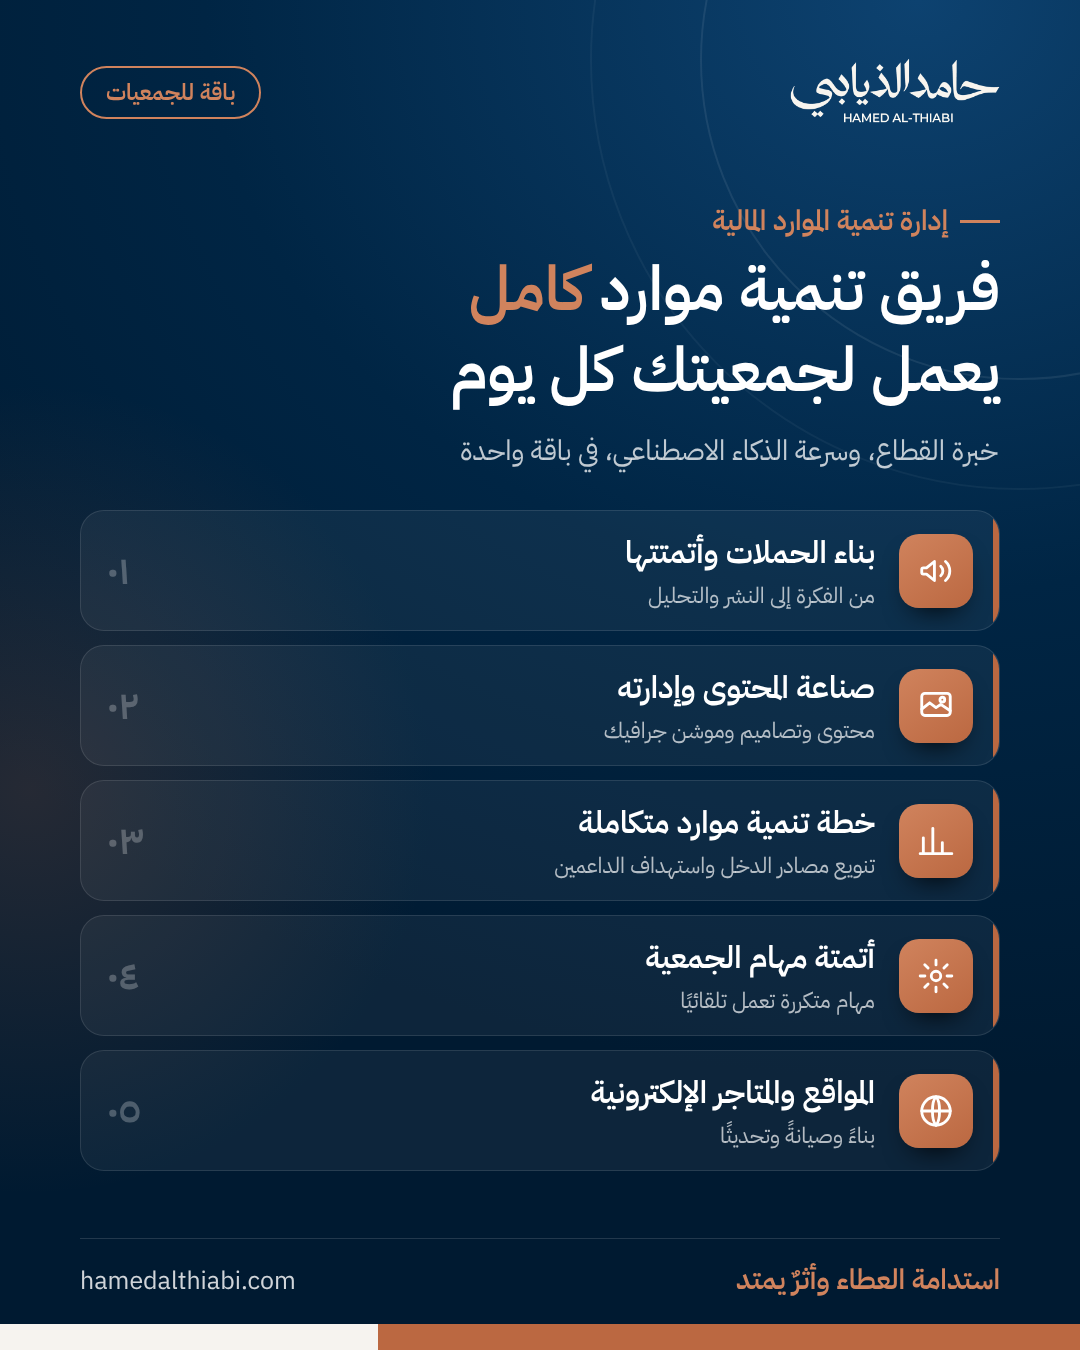 حامد الذيابي
HAMED AL-THIABI
باقة للجمعيات
إدارة تنمية الموارد المالية
فريق تنمية موارد كامل
يعمل لجمعيتك كل يوم
خبرة القطاع، وسرعة الذكاء الاصطناعي، في باقة واحدة
بناء الحملات وأتمتتها
من الفكرة إلى النشر والتحليل
٠١
صناعة المحتوى وإدارته
محتوى وتصاميم وموشن جرافيك
٠٢
خطة تنمية موارد متكاملة
تنويع مصادر الدخل واستهداف الداعمين
٠٣
أتمتة مهام الجمعية
مهام متكررة تعمل تلقائيًا
٠٤
المواقع والمتاجر الإلكترونية
بناءً وصيانةً وتحديثًا
٠٥
استدامة العطاء وأثرٌ يمتد
hamedalthiabi.com